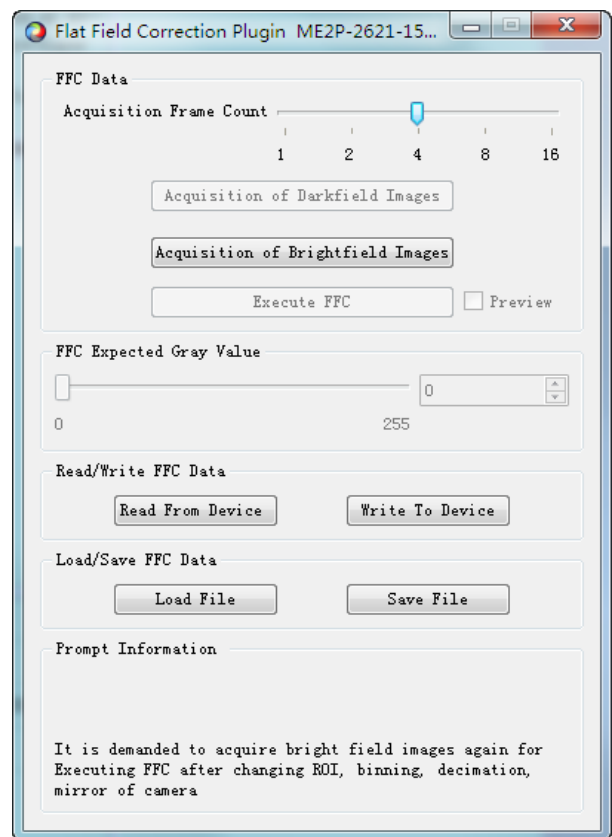 Flat Field Correction Plugin ME2P-2621-15...
FFC Data
Acquisition Frame Count
1 2 4 8 16
Acquisition of Darkfield Images
Acquisition of Brightfield Images
Execute FFC Preview
FFC Expected Gray Value
0
0 255
Read/Write FFC Data
Read From Device Write To Device
Load/Save FFC Data
Load File Save File
Prompt Information
It is demanded to acquire bright field images again for
Executing FFC after changing ROI, binning, decimation,
mirror of camera